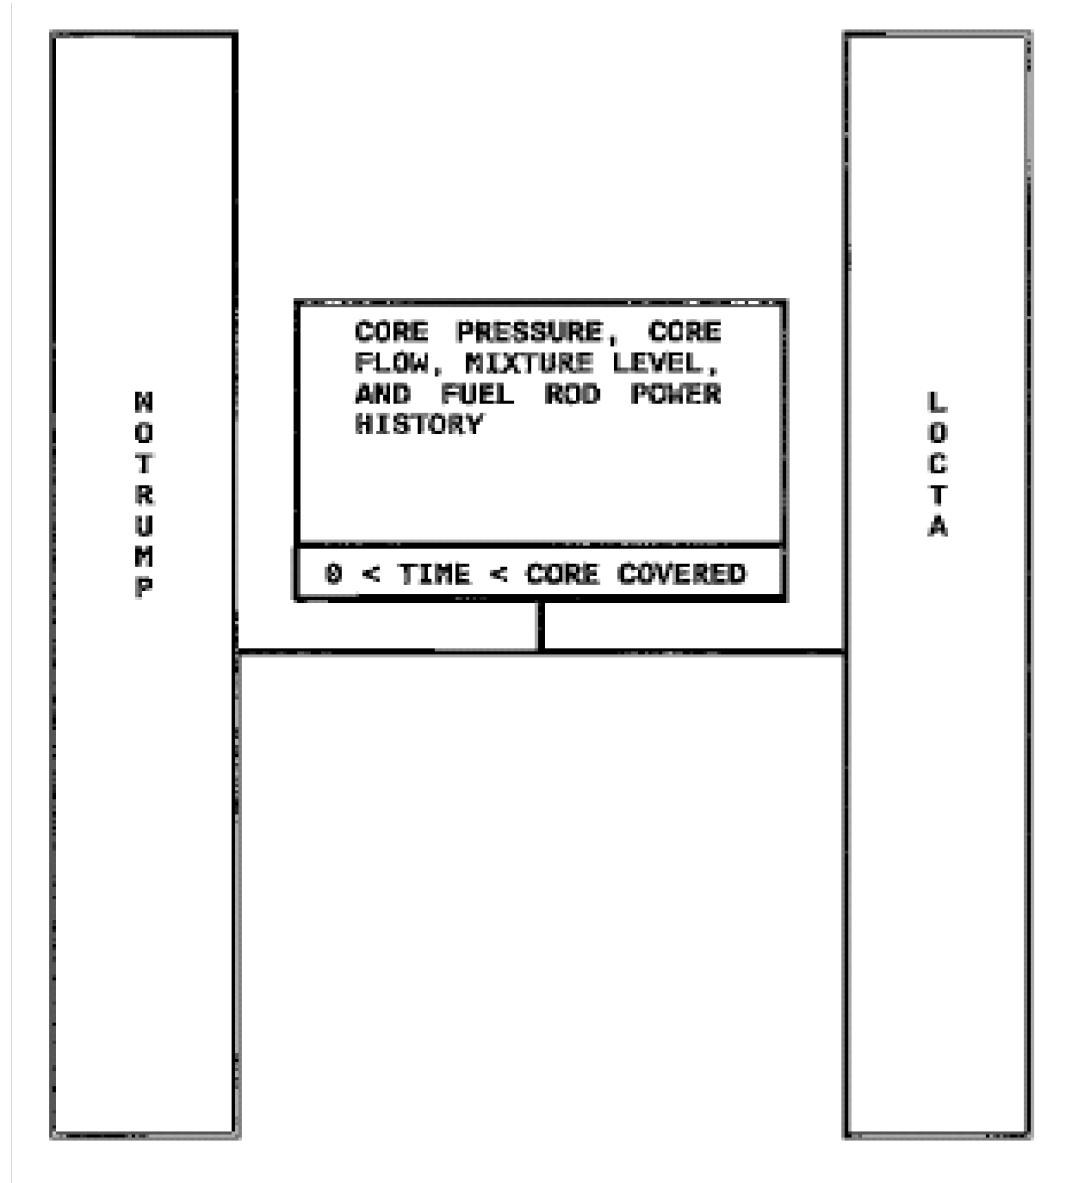 NOTRUMP
CORE PRESSURE, CORE
FLOW, MIXTURE LEVEL,
AND FUEL ROD POWER
HISTORY
0 < TIME < CORE COVERED
LOCTA